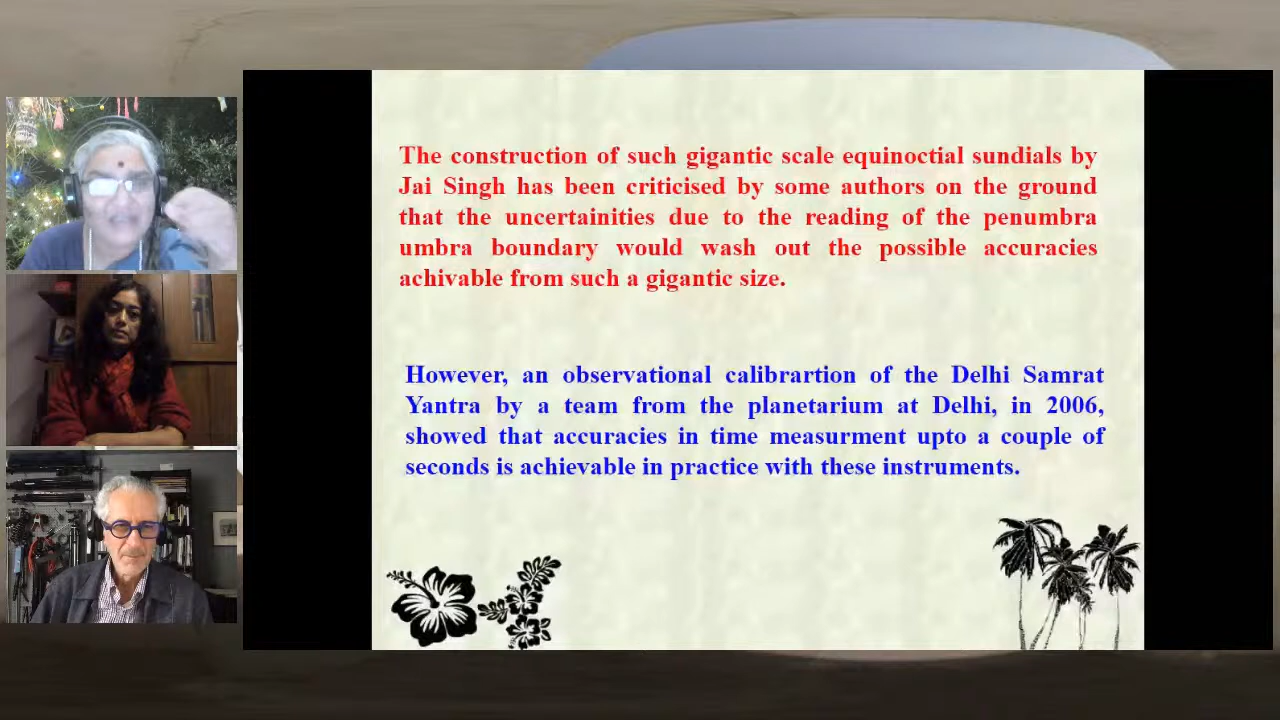 The construction of such gigantic scale equinoctial sundials by
Jai Singh has been criticised by some authors on the ground
that the uncertainities due to the reading of the penumbra
umbra boundary would wash out the possible accuracies
achivable from such a gigantic size.
However, an observational calibrartion of the Delhi Samrat
Yantra by a team from the planetarium at Delhi, in 2006,
showed that accuracies in time measurment upto a couple of
seconds is achievable in practice with these instruments.